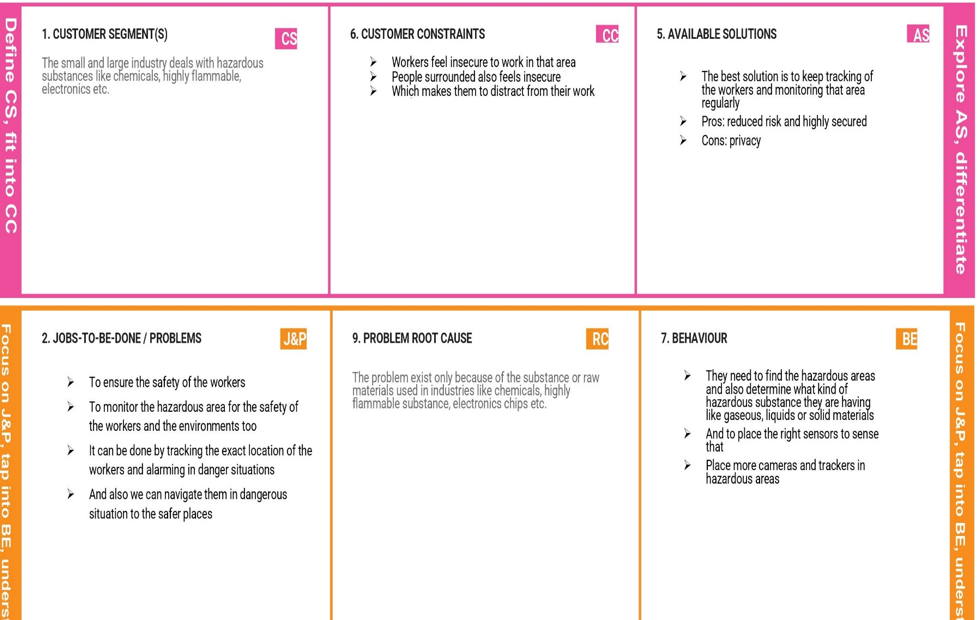 Define CS, fit into CC
1. CUSTOMER SEGMENT(S)
CS
The small and large industry deals with hazardous
substances like chemicals, highly flammable,
electronics etc.
6. CUSTOMER CONSTRAINTS
CC
➢ Workers feel insecure to work in that area
➢ People surrounded also feels insecure
➢ Which makes them to distract from their work
5. AVAILABLE SOLUTIONS
AS
➢ The best solution is to keep tracking of
the workers and monitoring that area
regularly
➢ Pros: reduced risk and highly secured
➢ Cons: privacy
Explore AS, differentiate
Focus on J&P, tap into BE, underst
2. JOBS-TO-BE-DONE / PROBLEMS
J&P
➢ To ensure the safety of the workers
➢ To monitor the hazardous area for the safety of
the workers and the environments too
➢ It can be done by tracking the exact location of the
workers and alarming in danger situations
➢ And also we can navigate them in dangerous
situation to the safer places
9. PROBLEM ROOT CAUSE
RC
The problem exist only because of the substance or raw
materials used in industries like chemicals, highly
flammable substance, electronics chips etc.
7. BEHAVIOUR
BE
➢ They need to find the hazardous areas
and also determine what kind of
hazardous substance they are having
like gaseous, liquids or solid materials
➢ And to place the right sensors to sense
that
➢ Place more cameras and trackers in
hazardous areas
Focus on J&P, tap into BE, underst